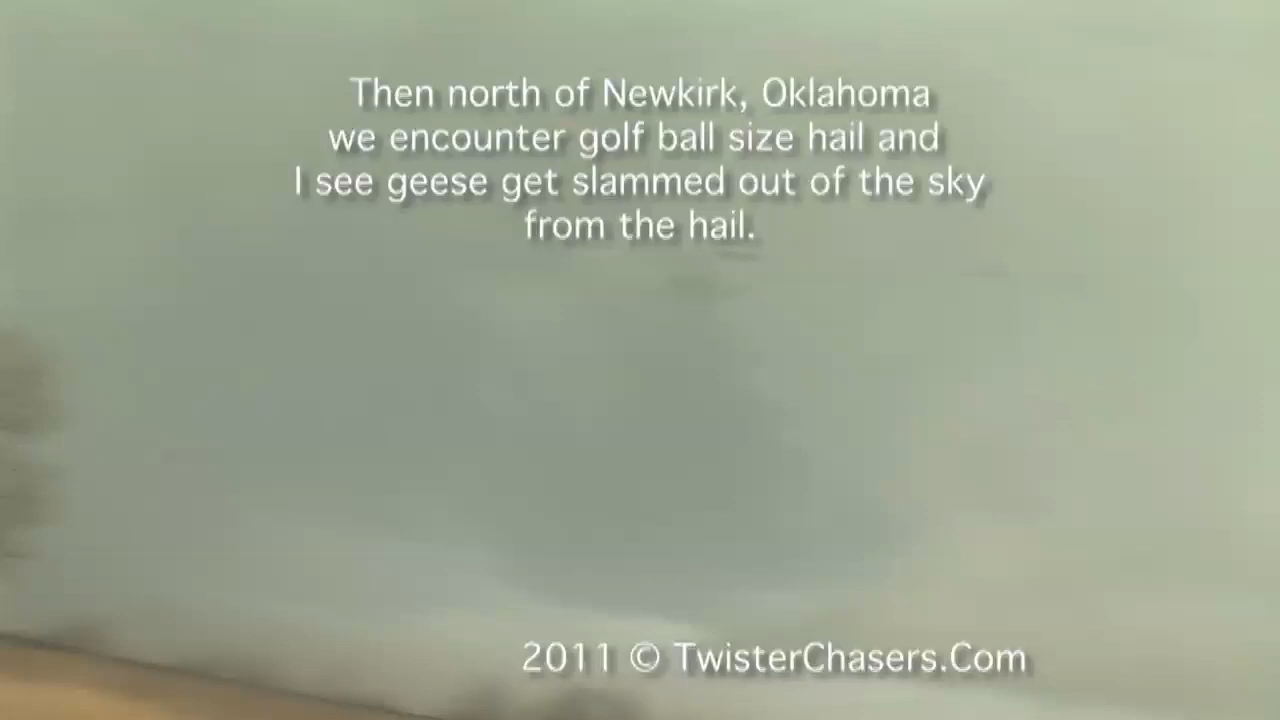 Then north of Newkirk, Oklahoma
we encounter golf ball size hail and
I see geese get slammed out of the sky
from the hail.
2011 © TwisterChasers.Com